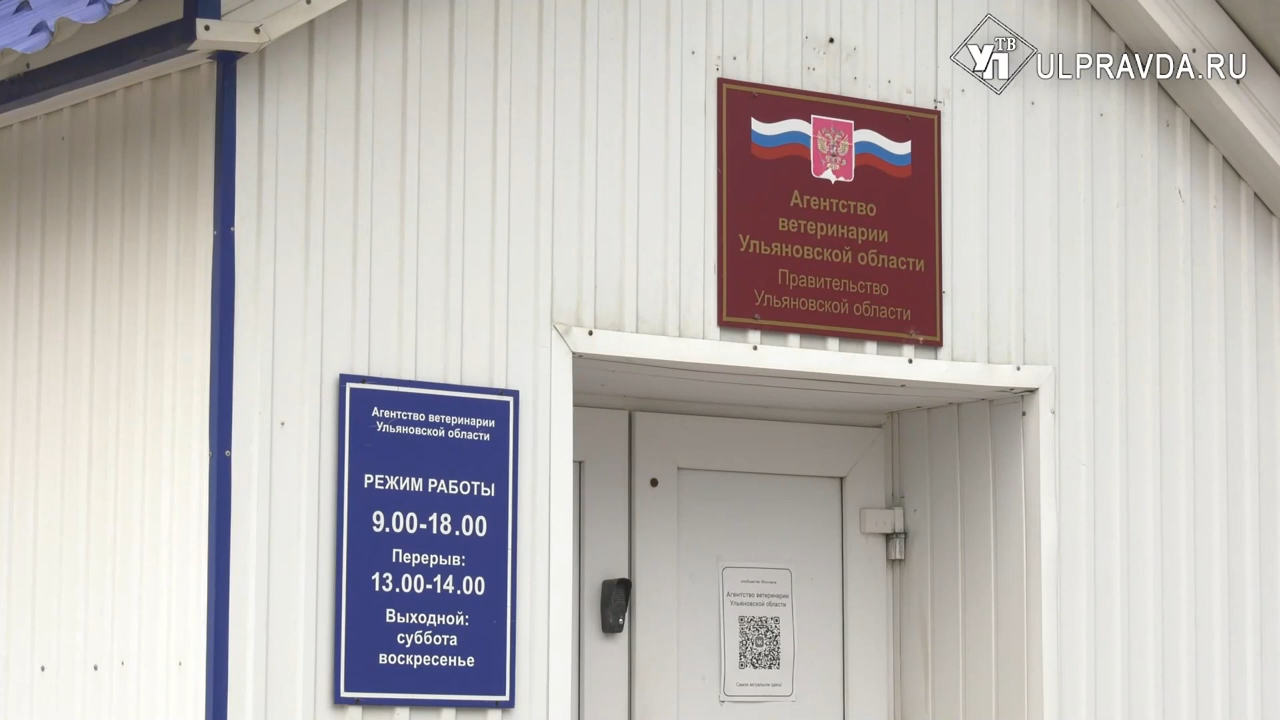 УП ТВ
ULPRAVDA.RU
Агентство
ветеринарии
Ульяновской области
Правительство
Ульяновской области
Агентство ветеринарии
Ульяновской области
РЕЖИМ РАБОТЫ
9.00-18.00
Перерыв:
13.00-14.00
Выходной:
суббота
воскресенье
Агентство ветеринарии
Ульяновской области